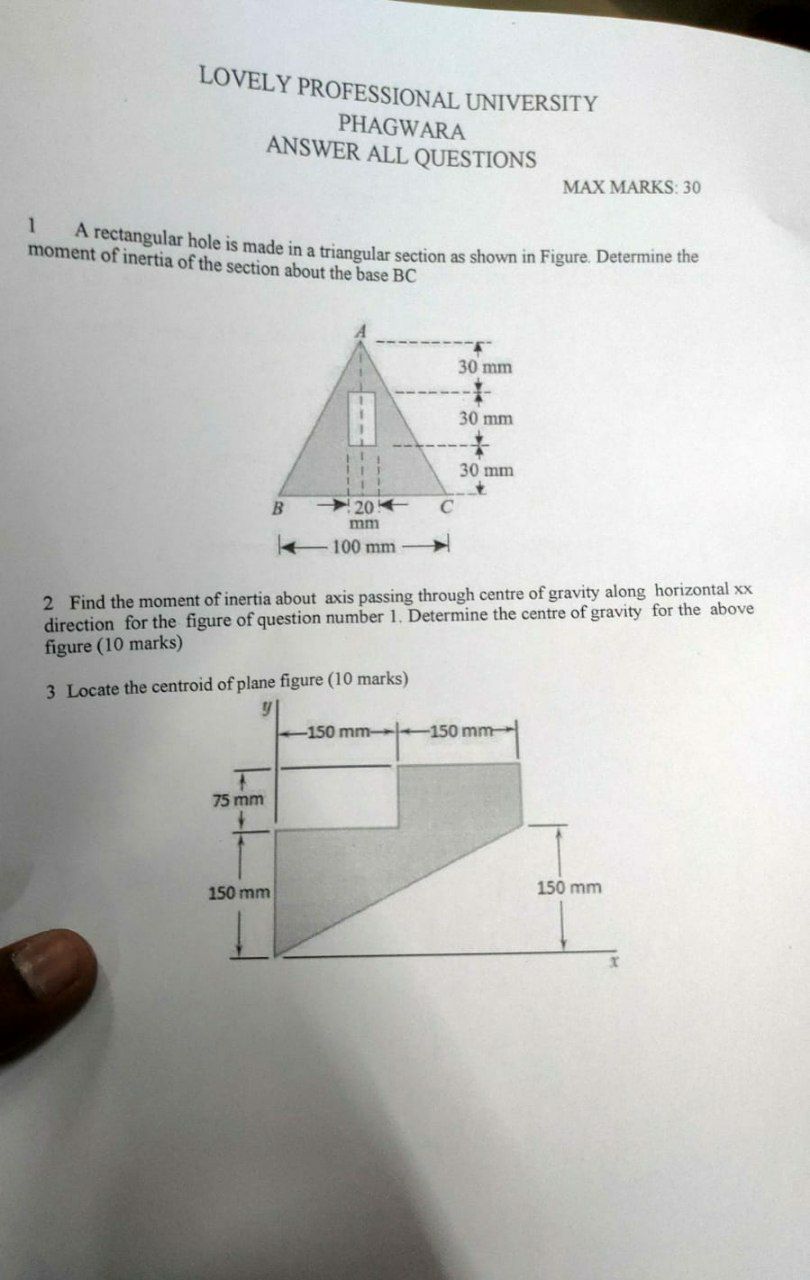 LOVELY PROFESSIONAL UNIVERSITY
PHAGWARA
ANSWER ALL QUESTIONS
MAX MARKS: 30
1 A rectangular hole is made in a triangular section as shown in Figure. Determine the
moment of inertia of the section about the base BC
A
30 mm
30 mm
30 mm
B
20
C
mm
100 mm
2 Find the moment of inertia about axis passing through centre of gravity along horizontal xx
direction for the figure of question number 1. Determine the centre of gravity for the above
figure (10 marks)
3 Locate the centroid of plane figure (10 marks)
y
150 mm
150 mm
75 mm
150 mm
150 mm
x